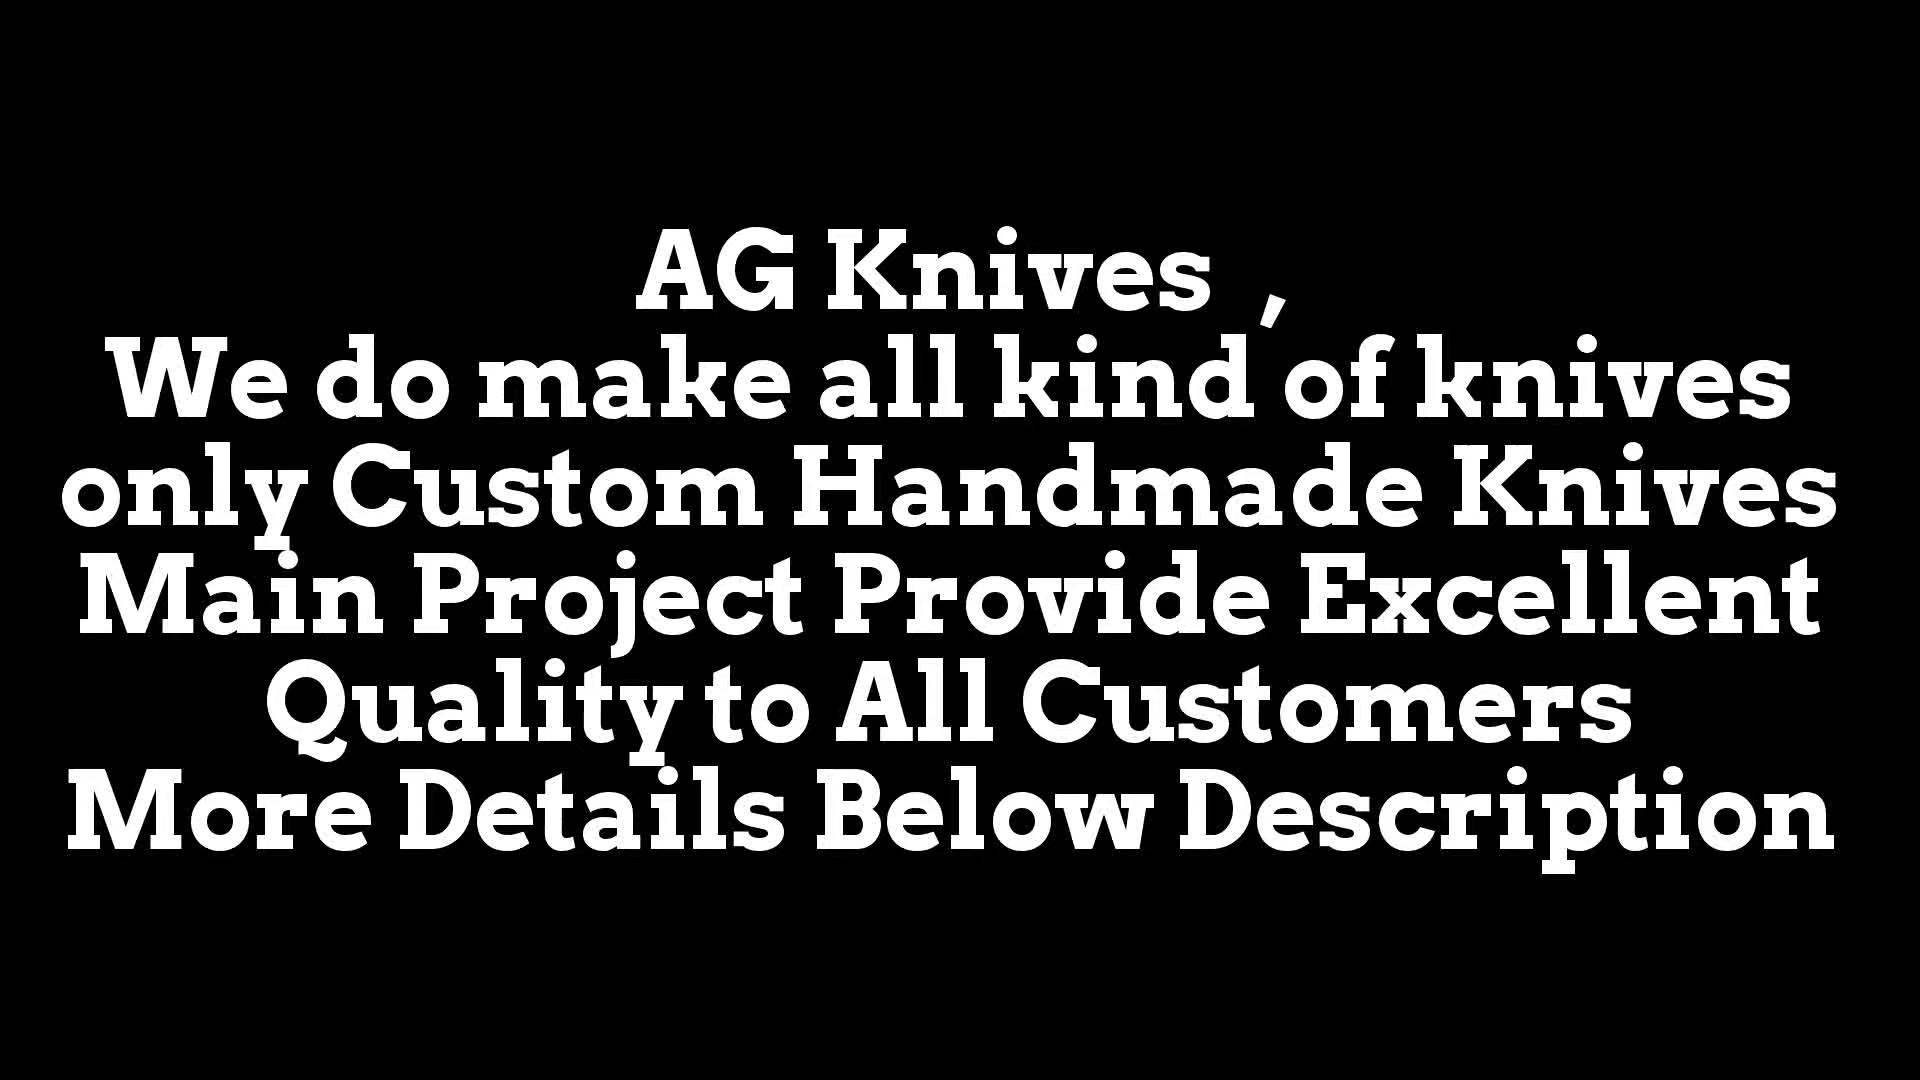 AG Knives ,
We do make all kind of knives
only Custom Handmade Knives
Main Project Provide Excellent
Quality to All Customers
More Details Below Description